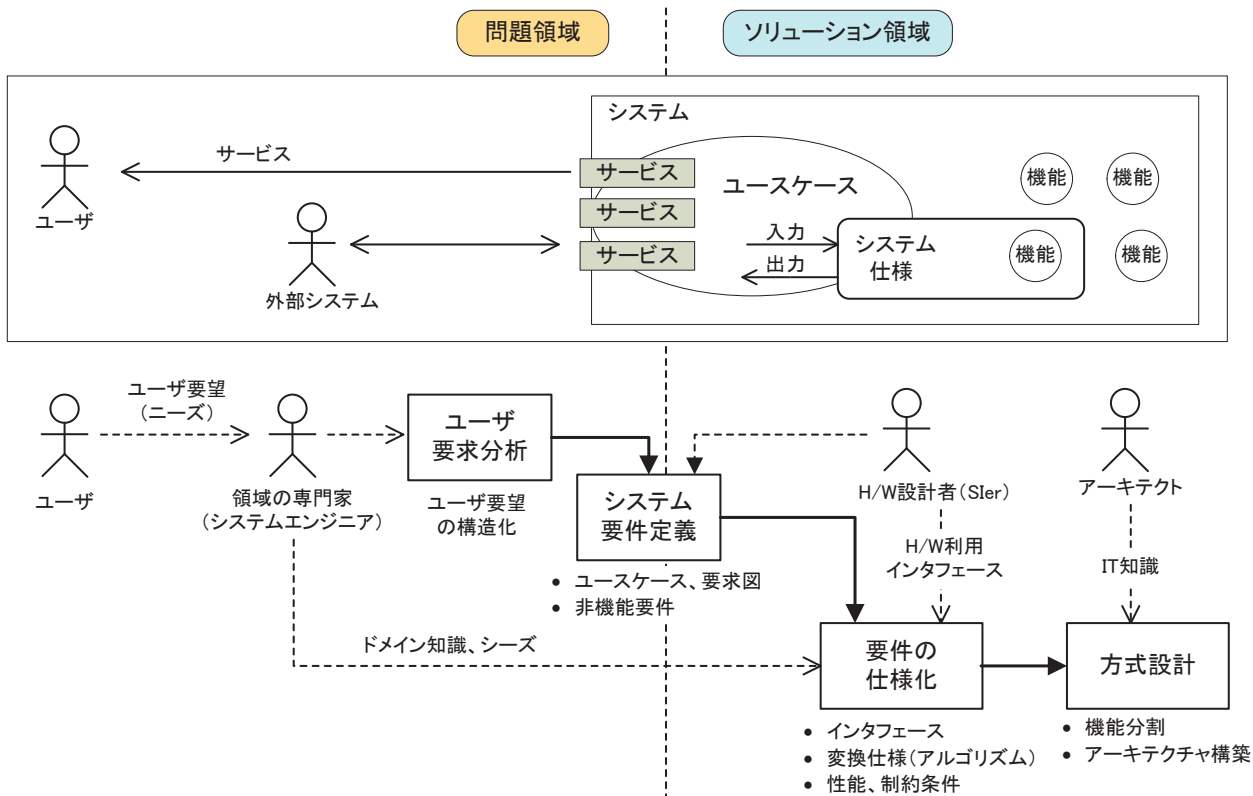 問題領域
ソリューション領域
システム
サービス
ユーザ
外部システム
サービス
サービス
サービス
ユースケース
入力
出力
システム
仕様
機能
機能
機能
機能
ユーザ要望
(ニーズ)
ユーザ
領域の専門家
(システムエンジニア)
ユーザ
要求分析
ユーザ要望
の構造化
システム
要件定義
• ユースケース、要求図
• 非機能要件
H/W設計者(SIer)
アーキテクト
H/W利用
インタフェース
IT知識
ドメイン知識、シーズ
要件の
仕様化
方式設計
• インタフェース
• 変換仕様(アルゴリズム)
• 性能、制約条件
• 機能分割
• アーキテクチャ構築